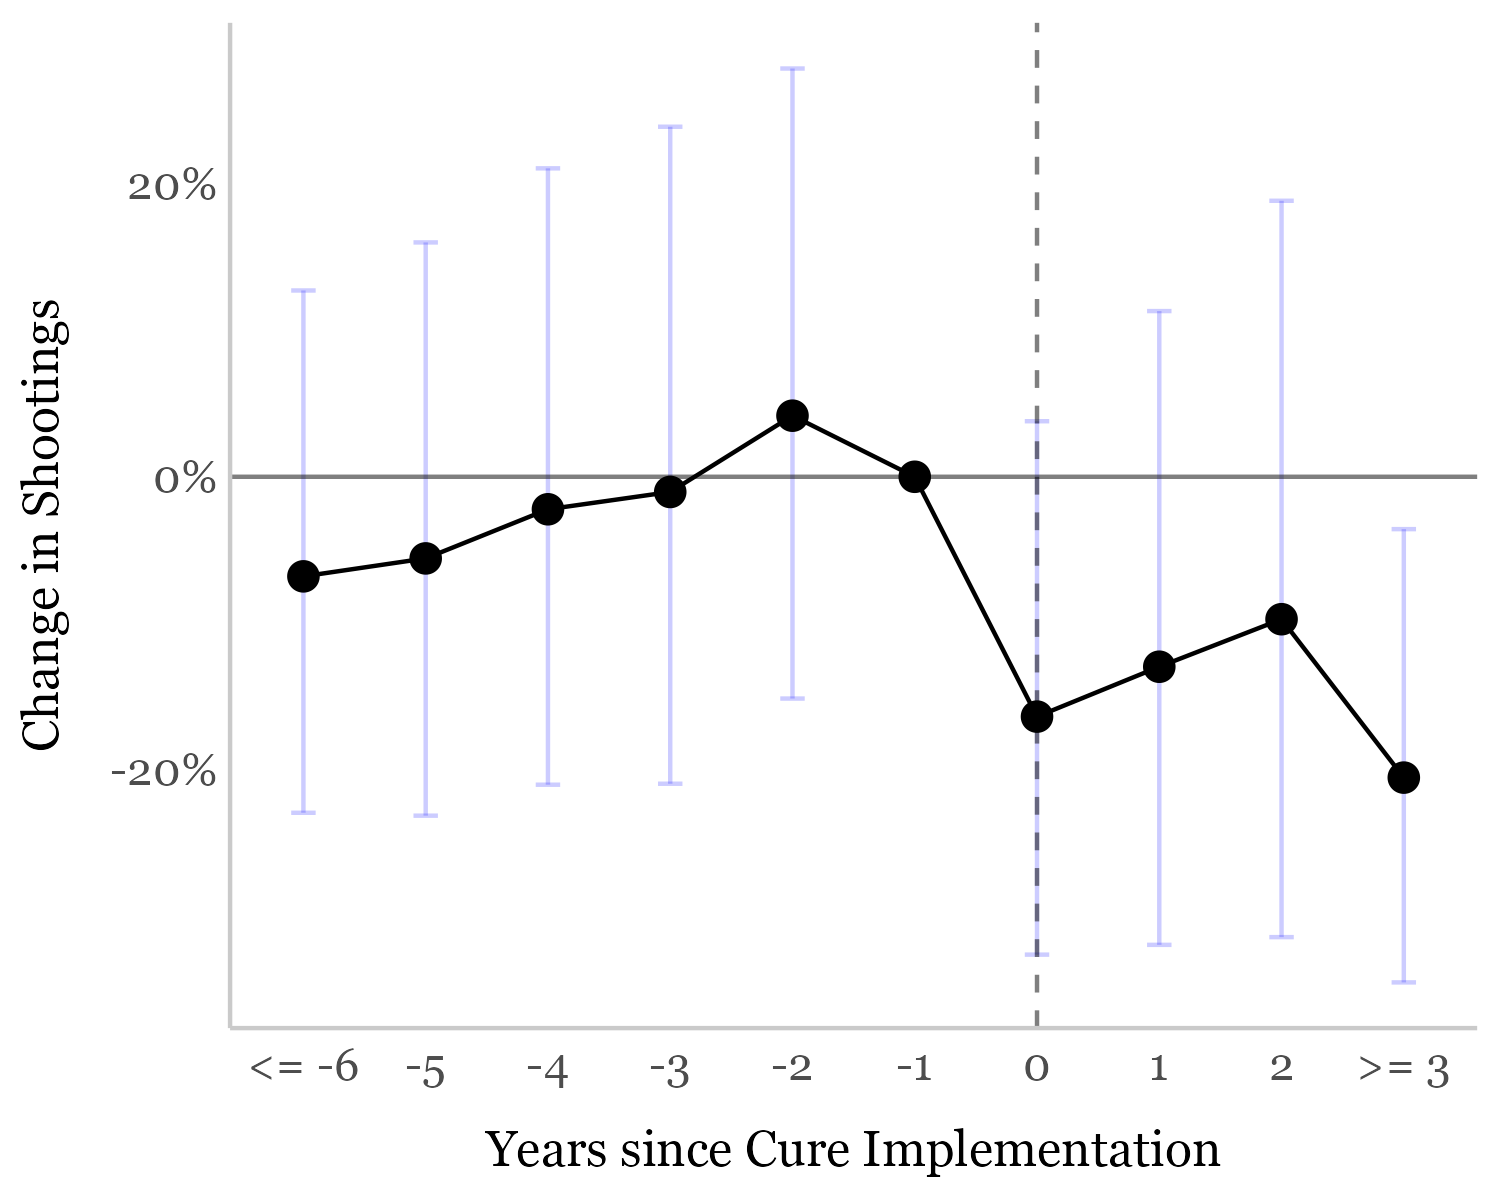 Change in Shootings
20%
0%
-20%
<= -6 -5 -4 -3 -2 -1 0 1 2 >= 3
Years since Cure Implementation